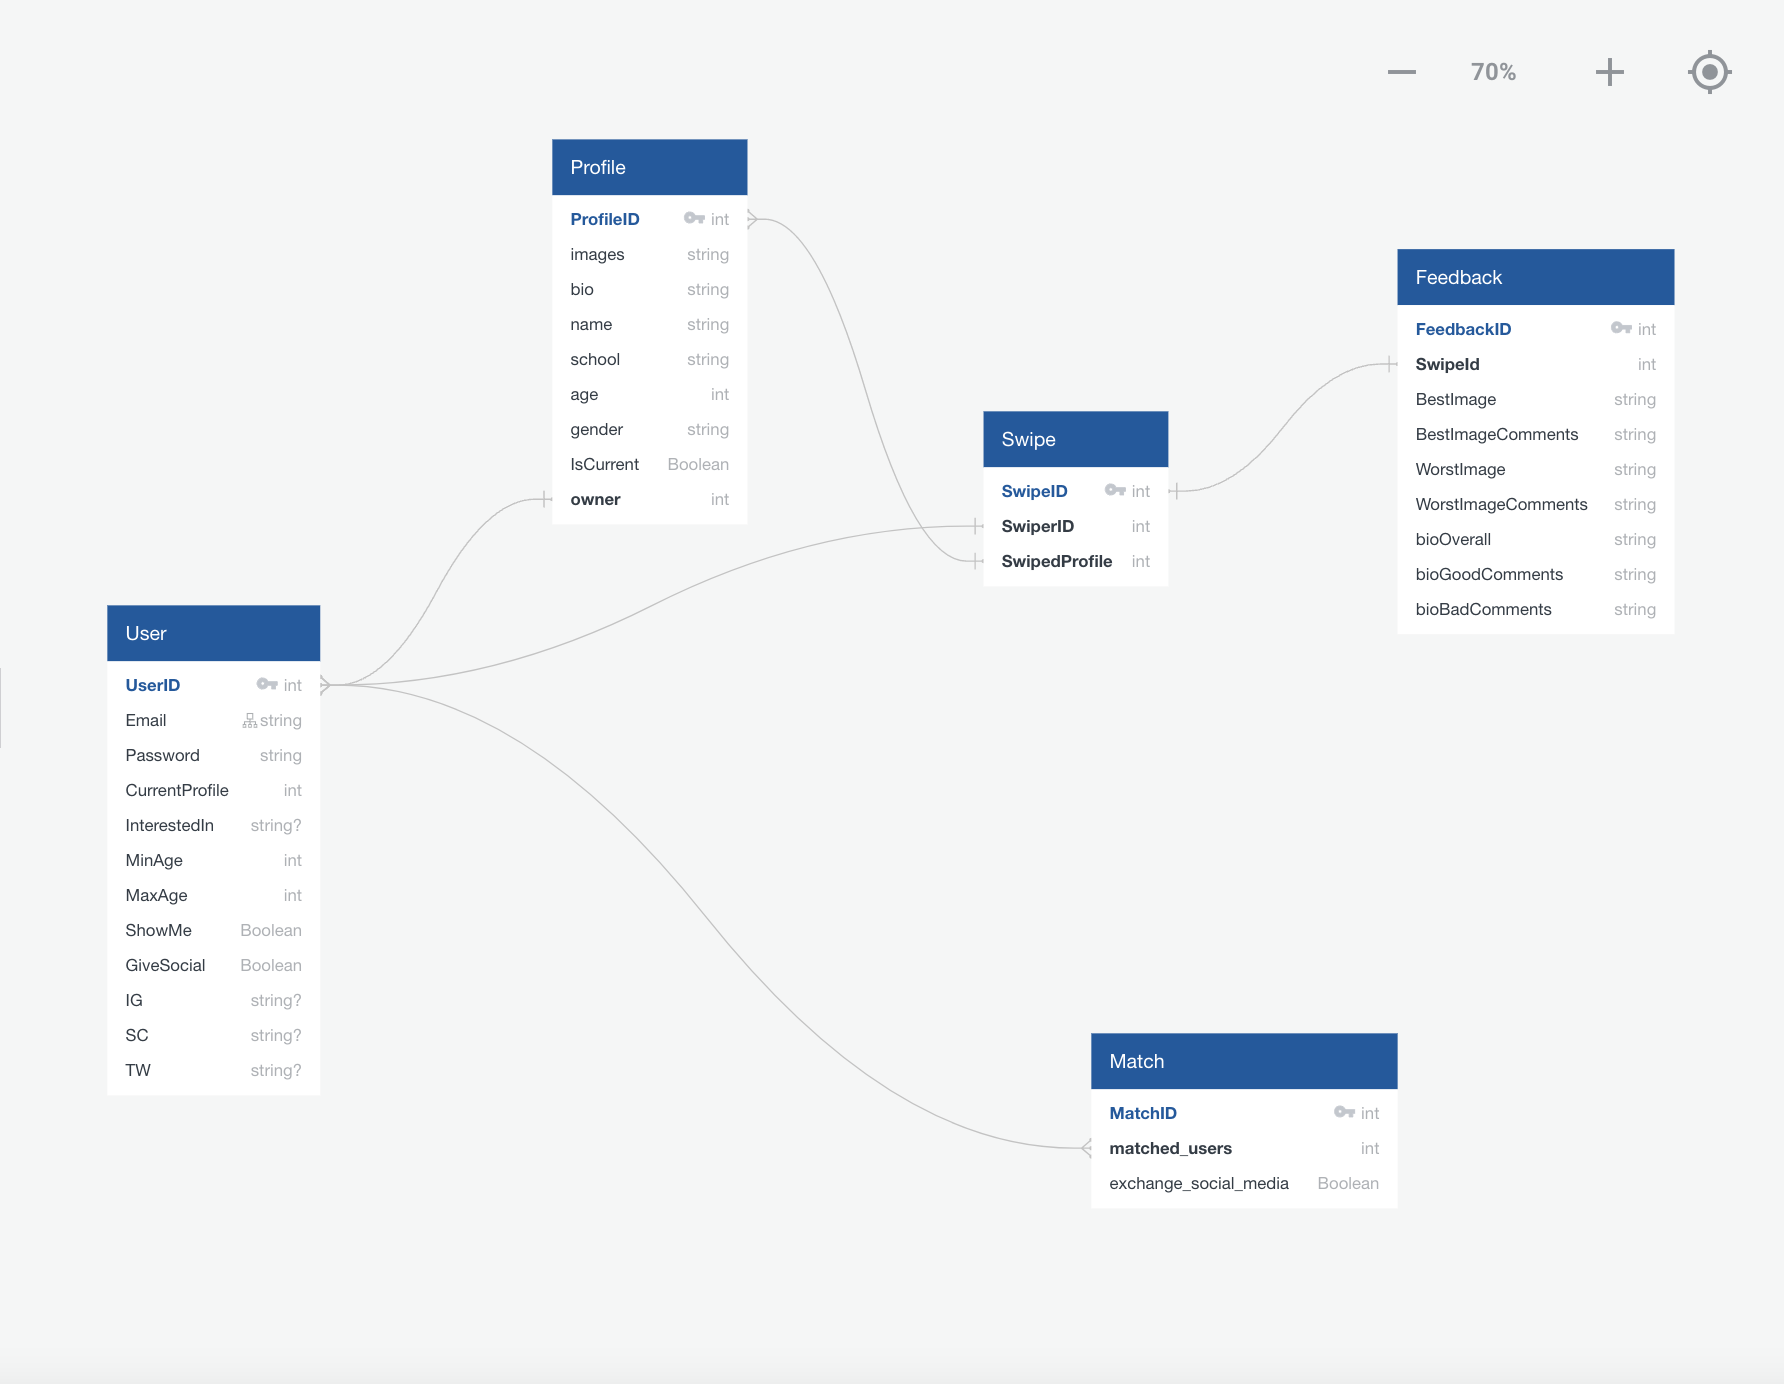 70%
Profile
ProfileID int
images string
bio string
name string
school string
age int
gender string
IsCurrent Boolean
owner int
Feedback
FeedbackID int
SwipeId int
BestImage string
BestImageComments string
WorstImage string
WorstImageComments string
bioOverall string
bioGoodComments string
bioBadComments string
Swipe
SwipeID int
SwiperID int
SwipedProfile int
User
UserID int
Email string
Password string
CurrentProfile int
InterestedIn string?
MinAge int
MaxAge int
ShowMe Boolean
GiveSocial Boolean
IG string?
SC string?
TW string?
Match
MatchID int
matched_users int
exchange_social_media Boolean